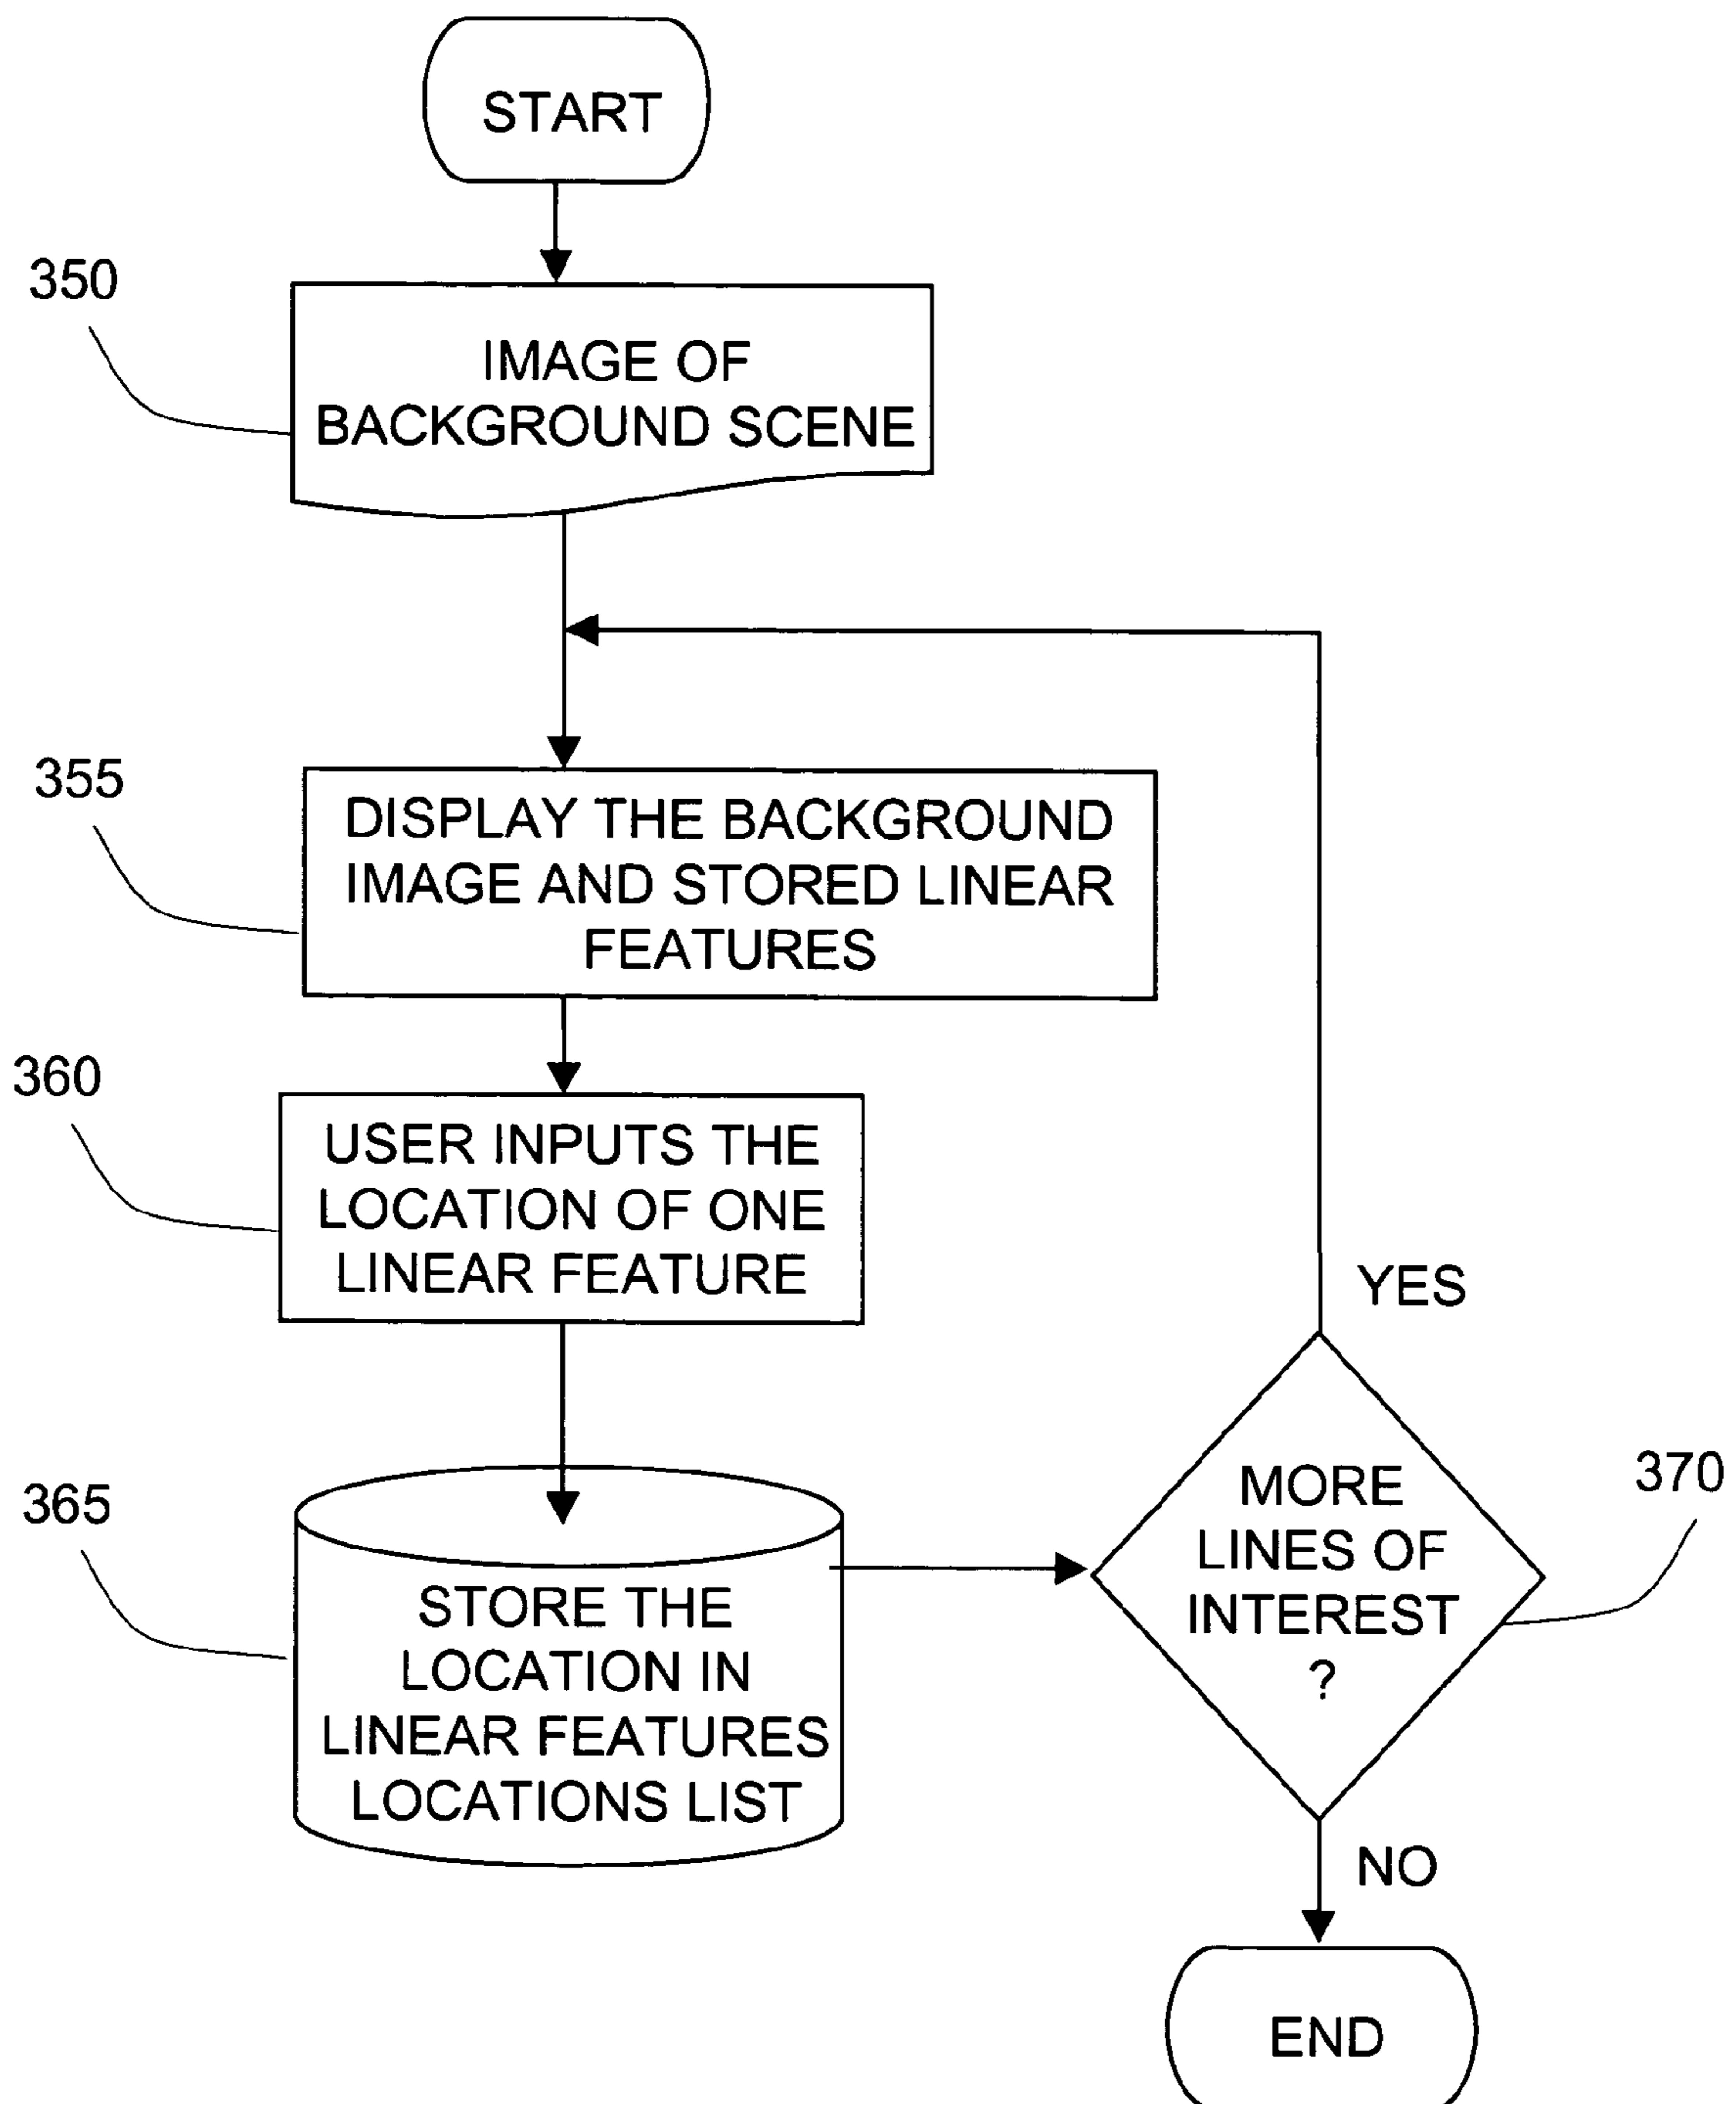 START
350
IMAGE OF
BACKGROUND SCENE
355
DISPLAY THE BACKGROUND
IMAGE AND STORED LINEAR
FEATURES
360
USER INPUTS THE
LOCATION OF ONE
LINEAR FEATURE
365
STORE THE
LOCATION IN
LINEAR FEATURES
LOCATIONS LIST
YES
370
MORE
LINES OF
INTEREST
?
NO
END